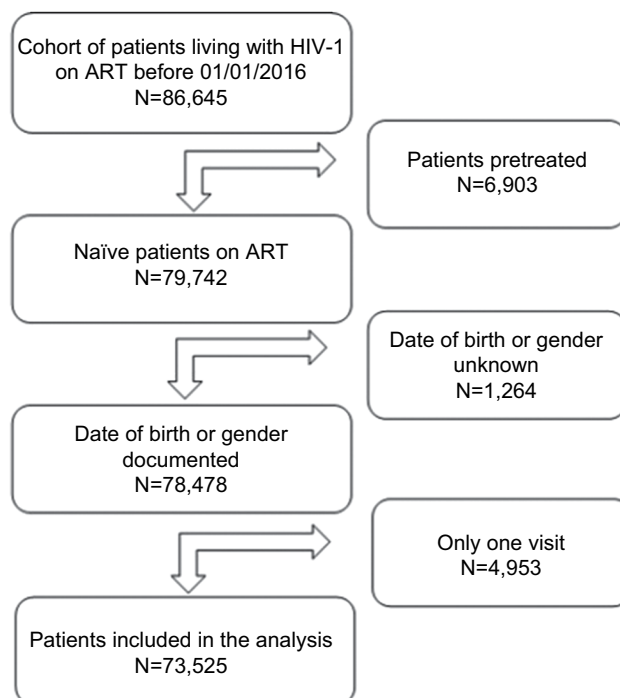 Cohort of patients living with HIV-1
on ART before 01/01/2016
N=86,645
Patients pretreated
N=6,903
Naïve patients on ART
N=79,742
Date of birth or gender
unknown
N=1,264
Date of birth or gender
documented
N=78,478
Only one visit
N=4,953
Patients included in the analysis
N=73,525